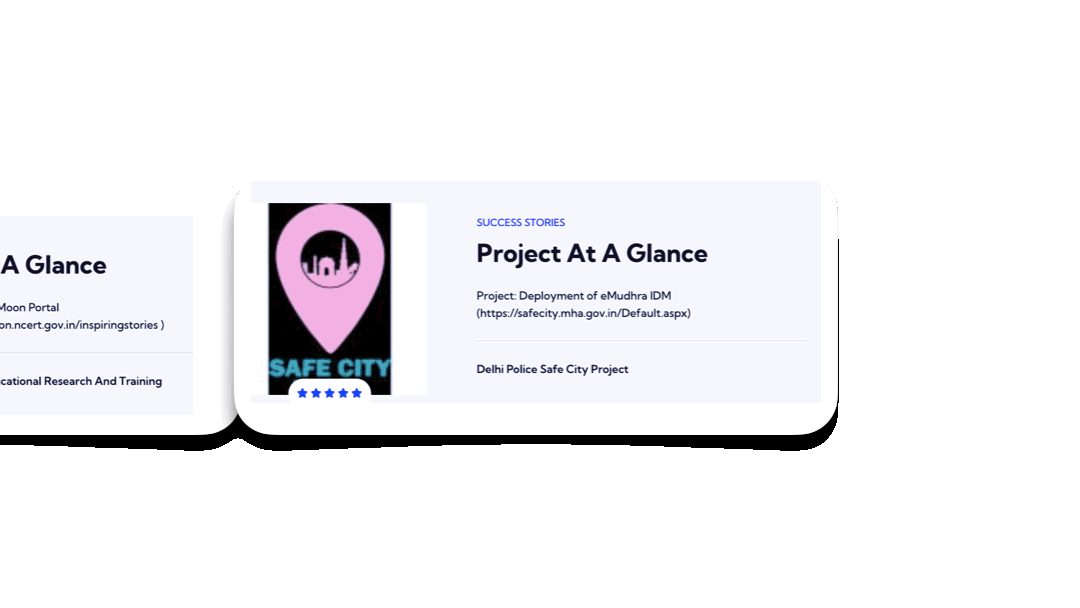 A Glance
Moon Portal
on.ncert.gov.in/inspiringstories )
cational Research And Training
SAFE CITY
SUCCESS STORIES
Project At A Glance
Project: Deployment of eMudhra IDM
(https://safecity.mha.gov.in/Default.aspx)
Delhi Police Safe City Project